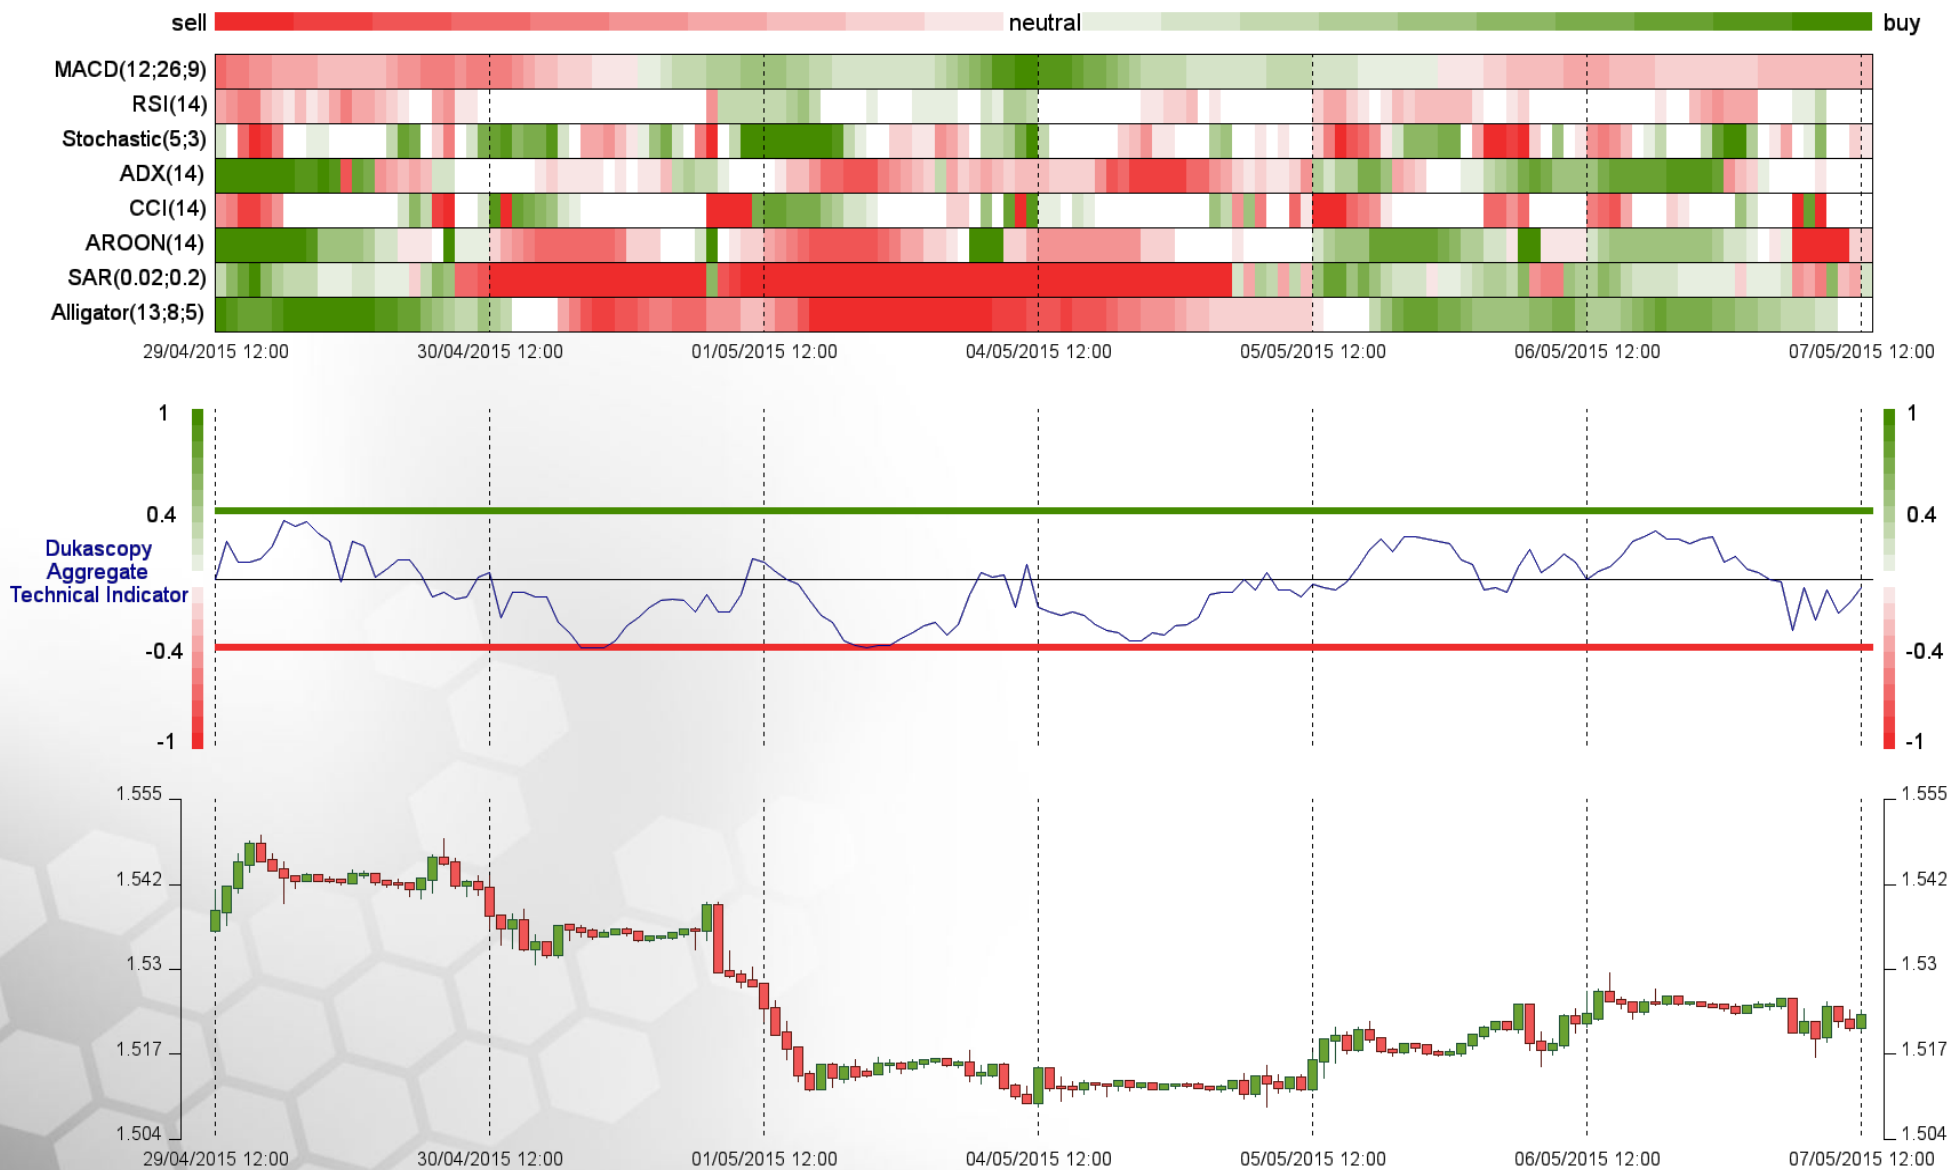 sell neutral buy
MACD(12;26;9)
RSI(14)
Stochastic(5;3)
ADX(14)
CCI(14)
AROON(14)
SAR(0.02;0.2)
Alligator(13;8;5)
29/04/2015 12:00 30/04/2015 12:00 01/05/2015 12:00 04/05/2015 12:00 05/05/2015 12:00 06/05/2015 12:00 07/05/2015 12:00
1 1
0.4 0.4
Dukascopy
Aggregate
Technical Indicator
-0.4 -0.4
-1 -1
1.555 1.555
1.542 1.542
1.53 1.53
1.517 1.517
1.504 1.504
29/04/2015 12:00 30/04/2015 12:00 01/05/2015 12:00 04/05/2015 12:00 05/05/2015 12:00 06/05/2015 12:00 07/05/2015 12:00